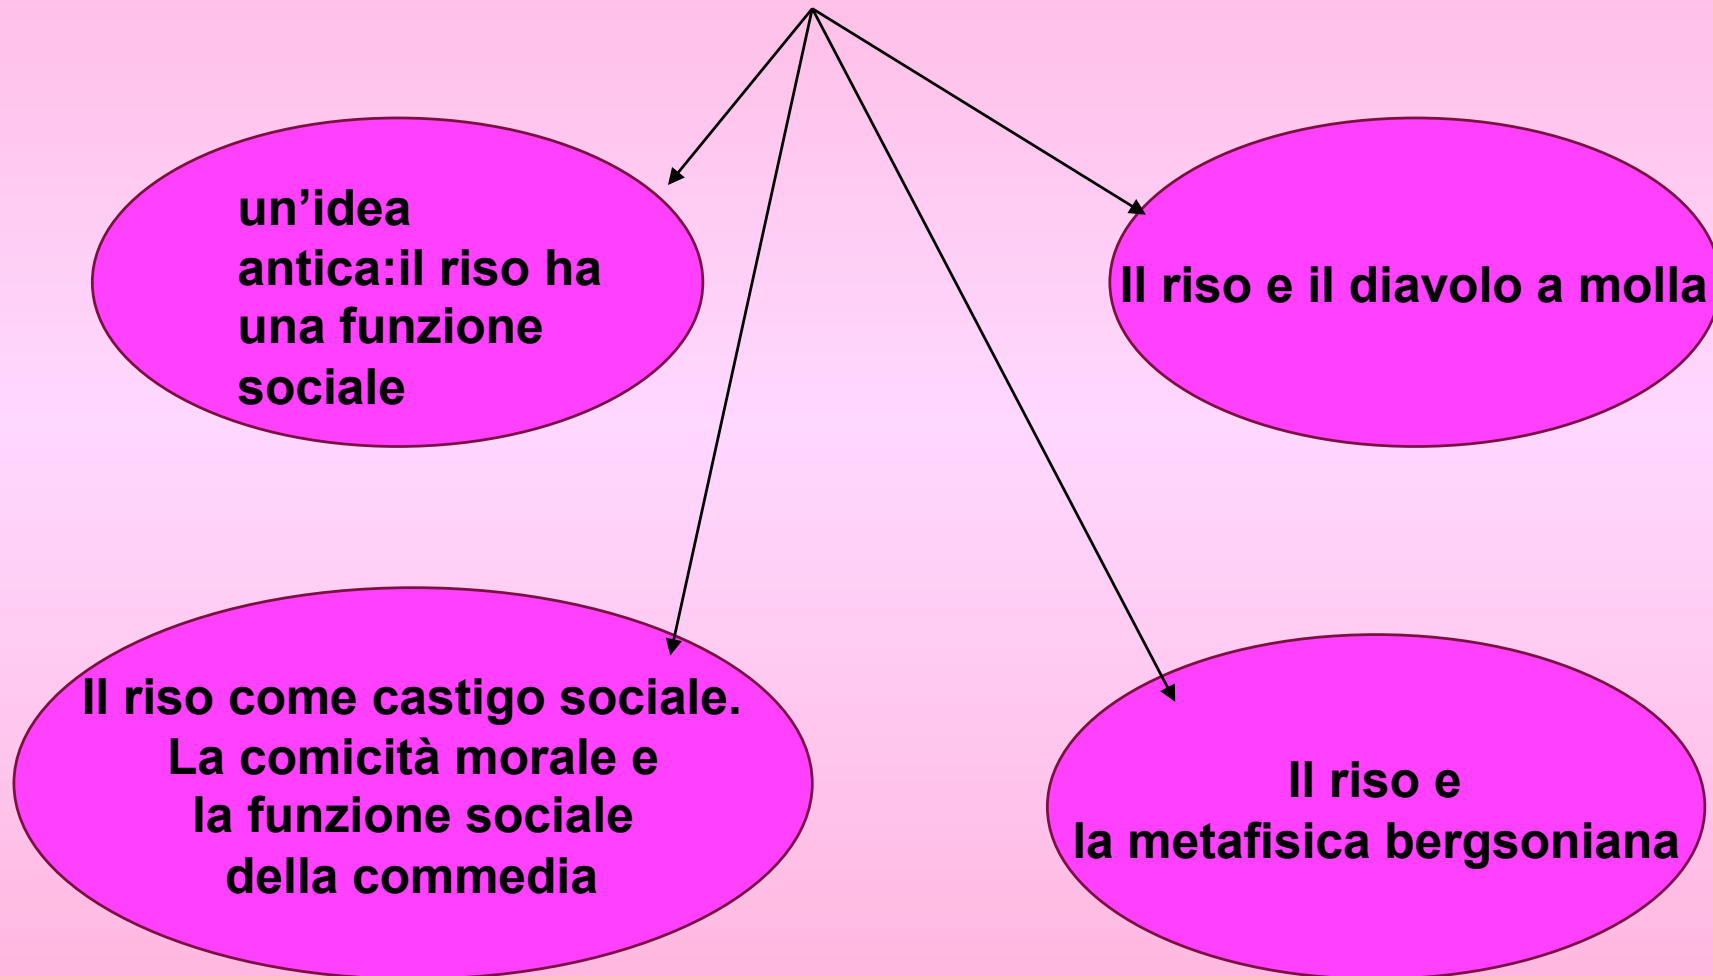 un’idea
antica:il riso ha
una funzione
sociale
Il riso e il diavolo a molla
Il riso come castigo sociale.
La comicità morale e
la funzione sociale
della commedia
Il riso e
la metafisica bergsoniana